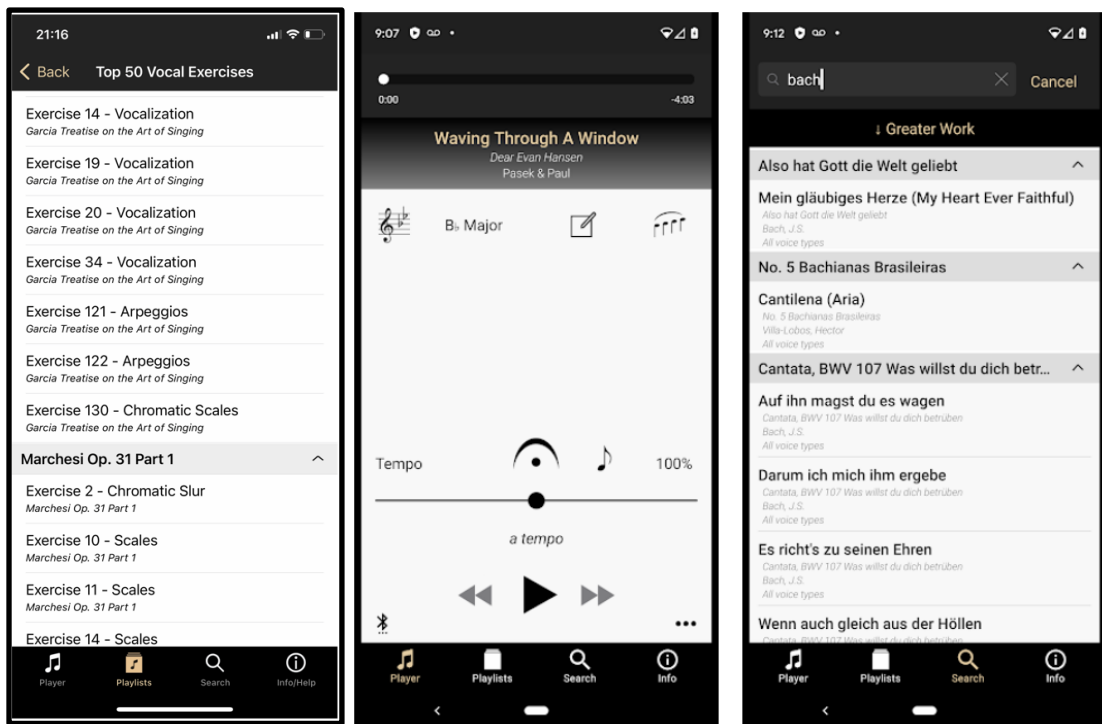 21:16
Back Top 50 Vocal Exercises
Exercise 14 - Vocalization
Garcia Treatise on the Art of Singing
Exercise 19 - Vocalization
Garcia Treatise on the Art of Singing
Exercise 20 - Vocalization
Garcia Treatise on the Art of Singing
Exercise 34 - Vocalization
Garcia Treatise on the Art of Singing
Exercise 121 - Arpeggios
Garcia Treatise on the Art of Singing
Exercise 122 - Arpeggios
Garcia Treatise on the Art of Singing
Exercise 130 - Chromatic Scales
Garcia Treatise on the Art of Singing
Marchesi Op. 31 Part 1
Exercise 2 - Chromatic Slur
Marchesi Op. 31 Part 1
Exercise 10 - Scales
Marchesi Op. 31 Part 1
Exercise 11 - Scales
Marchesi Op. 31 Part 1
Exercise 14 - Scales
Player Playlists Search Info/Help
9:07
0:00 -4:03
Waving Through A Window
Dear Evan Hansen
Pasek & Paul
B♭ Major
Tempo 100%
a tempo
Player Playlists Search Info
9:12
bach Cancel
↓ Greater Work
Also hat Gott die Welt geliebt
Mein gläubiges Herze (My Heart Ever Faithful)
Also hat Gott die Welt geliebt
Bach, J.S.
All voice types
No. 5 Bachianas Brasileiras
Cantilena (Aria)
No. 5 Bachianas Brasileiras
Villa-Lobos, Hector
All voice types
Cantata, BWV 107 Was willst du dich betr...
Auf ihn magst du es wagen
Cantata, BWV 107 Was willst du dich betrüben
Bach, J.S.
All voice types
Darum ich mich ihm ergebe
Cantata, BWV 107 Was willst du dich betrüben
Bach, J.S.
All voice types
Es richt's zu seinen Ehren
Cantata, BWV 107 Was willst du dich betrüben
Bach, J.S.
All voice types
Wenn auch gleich aus der Höllen
Cantata, BWV 107 Was willst du dich betrüben
Player Playlists Search Info